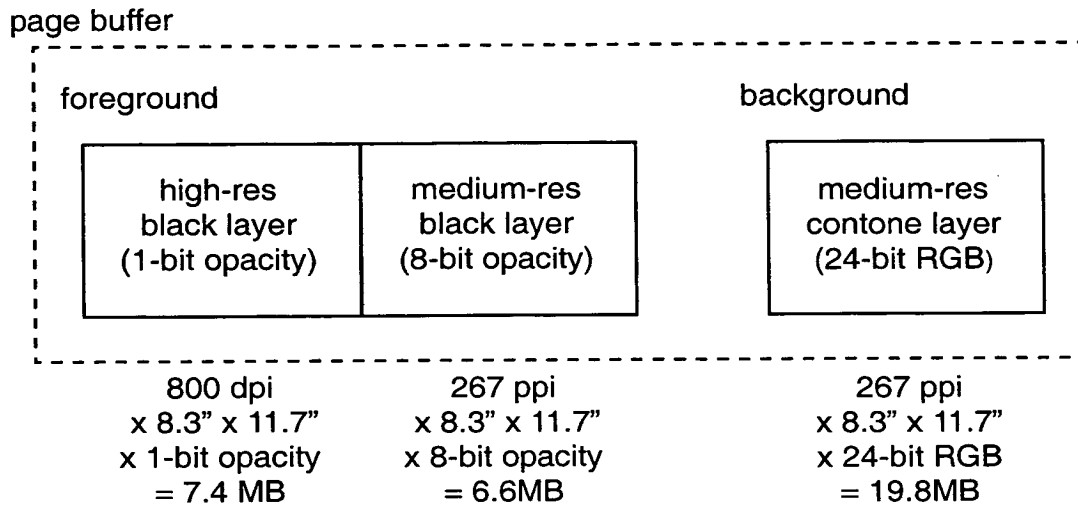 page buffer
foreground
background
high-res
black layer
(1-bit opacity)
medium-res
black layer
(8-bit opacity)
medium-res
contone layer
(24-bit RGB)
800 dpi
x 8.3” x 11.7”
x 1-bit opacity
= 7.4 MB
267 ppi
x 8.3” x 11.7”
x 8-bit opacity
= 6.6MB
267 ppi
x 8.3” x 11.7”
x 24-bit RGB
= 19.8MB